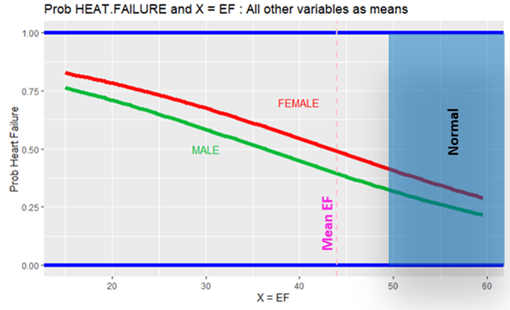 Prob HEAT.FAILURE and X = EF : All other variables as means
1.00
0.75
0.50
0.25
0.00
Prob Heart Failure
FEMALE
MALE
Mean EF
Normal
20
30
40
50
60
X = EF